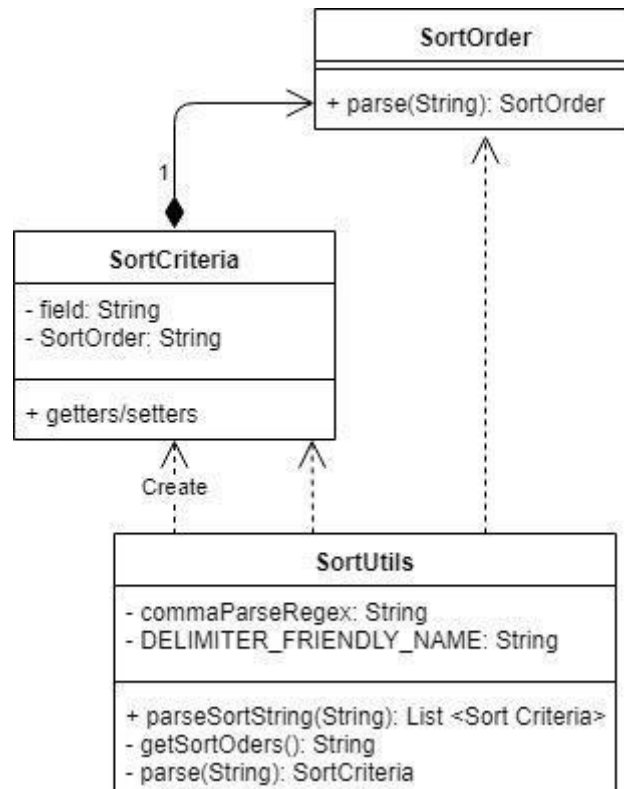 SortOrder
+ parse(String): SortOrder
1
SortCriteria
- field: String
- SortOrder: String
+ getters/setters
Create
SortUtils
- commaParseRegex: String
- DELIMITER_FRIENDLY_NAME: String
+ parseSortString(String): List <Sort Criteria>
- getSortOders(): String
- parse(String): SortCriteria